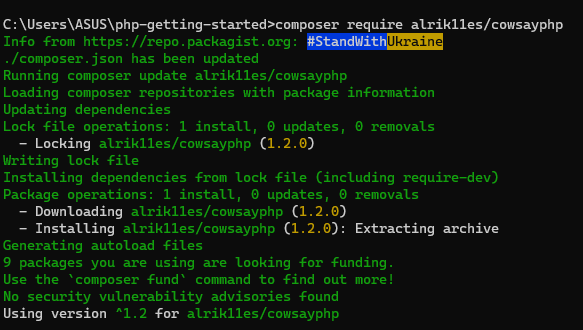 C:\Users\ASUS\php-getting-started>composer require alrik11es/cowsayphp
Info from https://repo.packagist.org: #StandWithUkraine
./composer.json has been updated
Running composer update alrik11es/cowsayphp
Loading composer repositories with package information
Updating dependencies
Lock file operations: 1 install, 0 updates, 0 removals
  - Locking alrik11es/cowsayphp (1.2.0)
Writing lock file
Installing dependencies from lock file (including require-dev)
Package operations: 1 install, 0 updates, 0 removals
  - Downloading alrik11es/cowsayphp (1.2.0)
  - Installing alrik11es/cowsayphp (1.2.0): Extracting archive
Generating autoload files
9 packages you are using are looking for funding.
Use the `composer fund` command to find out more!
No security vulnerability advisories found
Using version ^1.2 for alrik11es/cowsayphp